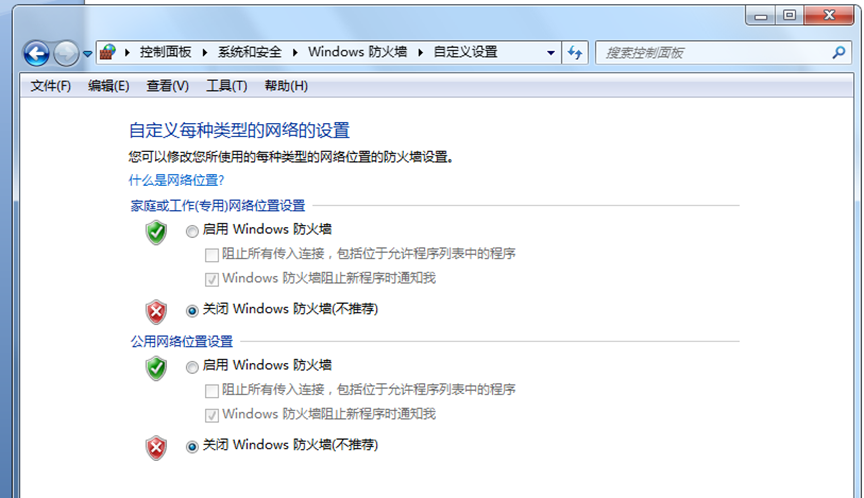 控制面板 系统和安全 Windows 防火墙 自定义设置 搜索控制面板
文件(F) 编辑(E) 查看(V) 工具(T) 帮助(H)
自定义每种类型的网络的设置
您可以修改您所使用的每种类型的网络位置的防火墙设置。
什么是网络位置?
家庭或工作(专用)网络位置设置
启用 Windows 防火墙
阻止所有传入连接，包括位于允许程序列表中的程序
Windows 防火墙阻止新程序时通知我
关闭 Windows 防火墙(不推荐)
公用网络位置设置
启用 Windows 防火墙
阻止所有传入连接，包括位于允许程序列表中的程序
Windows 防火墙阻止新程序时通知我
关闭 Windows 防火墙(不推荐)